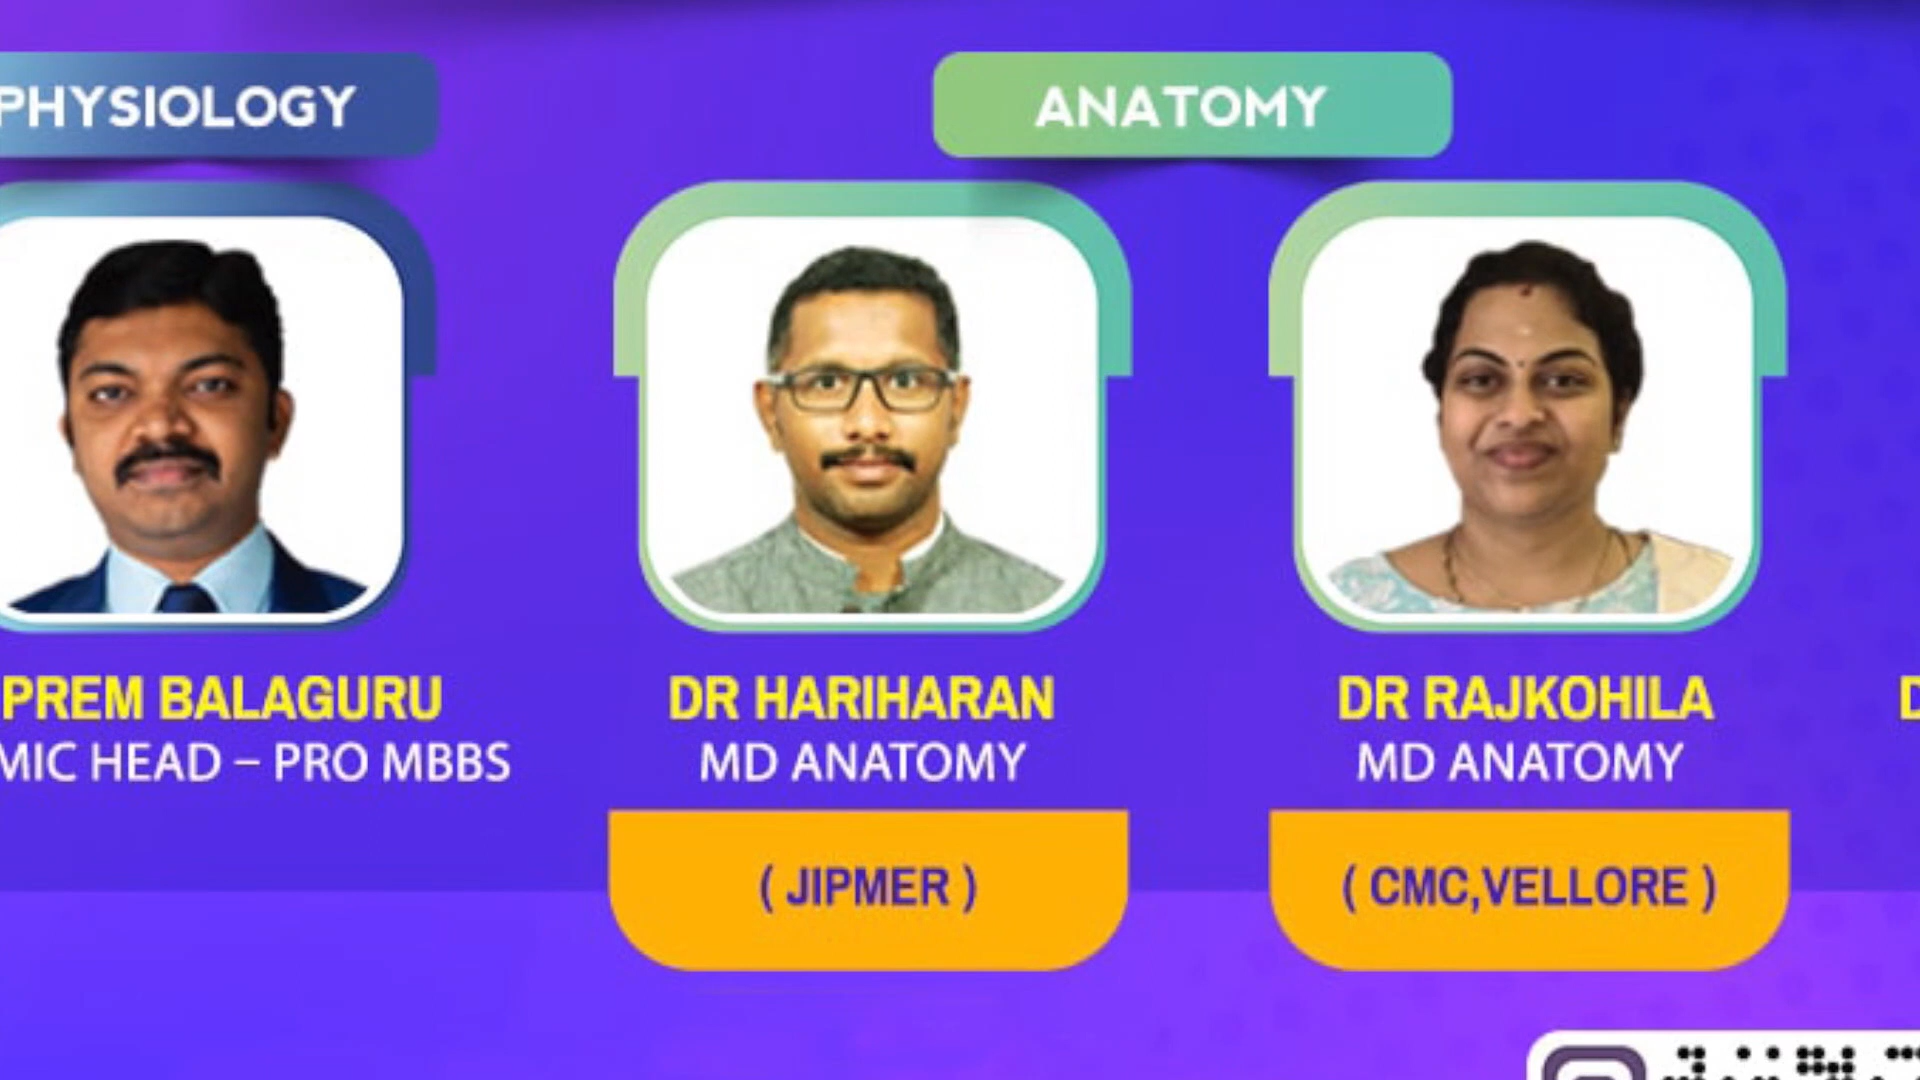 PHYSIOLOGY
ANATOMY
PREM BALAGURU
MIC HEAD – PRO MBBS
DR HARIHARAN
MD ANATOMY
( JIPMER )
DR RAJKOHILA
MD ANATOMY
( CMC,VELLORE )
D